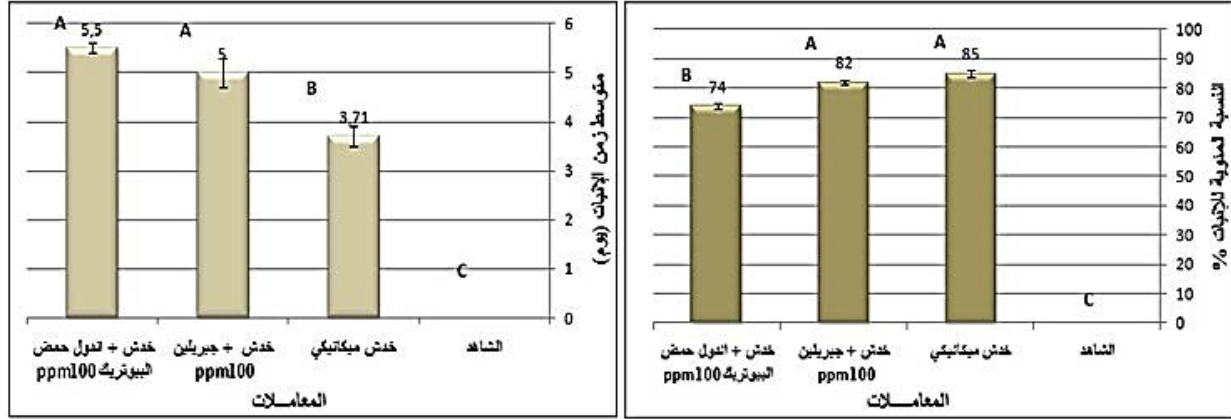 النسبة المئوية للإنبات %
100
90
80
70
60
50
40
30
20
10
0
A
85
A
82
B
74
C
الشاهد
خدش ميكانيكي
خدش + جبريلين
ppm100
خدش + اندول حمض
البيوتريك ppm100
المعامـــلات
متوسط زمن الإنبات (يوم)
6
5
4
3
2
1
0
A
5,5
A
5
B
3,71
C
الشاهد
خدش ميكانيكي
خدش + جبريلين
ppm100
خدش + اندول حمض
البيوتريك ppm100
المعامـــلات